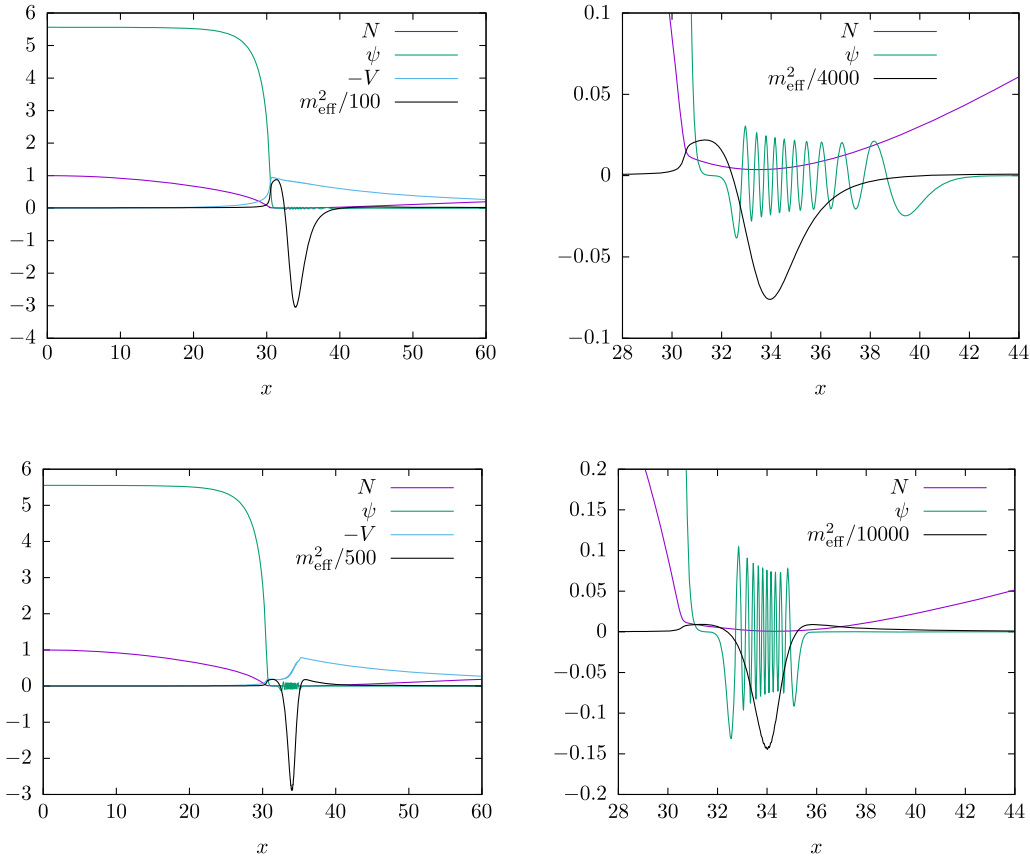 6
5
4
3
2
1
0
−1
−2
−3
−4
0 10 20 30 40 50 60
x
N
ψ
−V
m²eff/100
0.1
0.05
0
−0.05
−0.1
28 30 32 34 36 38 40 42 44
x
N
ψ
m²eff/4000
6
5
4
3
2
1
0
−1
−2
−3
0 10 20 30 40 50 60
x
N
ψ
−V
m²eff/500
0.2
0.15
0.1
0.05
0
−0.05
−0.1
−0.15
−0.2
28 30 32 34 36 38 40 42 44
x
N
ψ
m²eff/10000